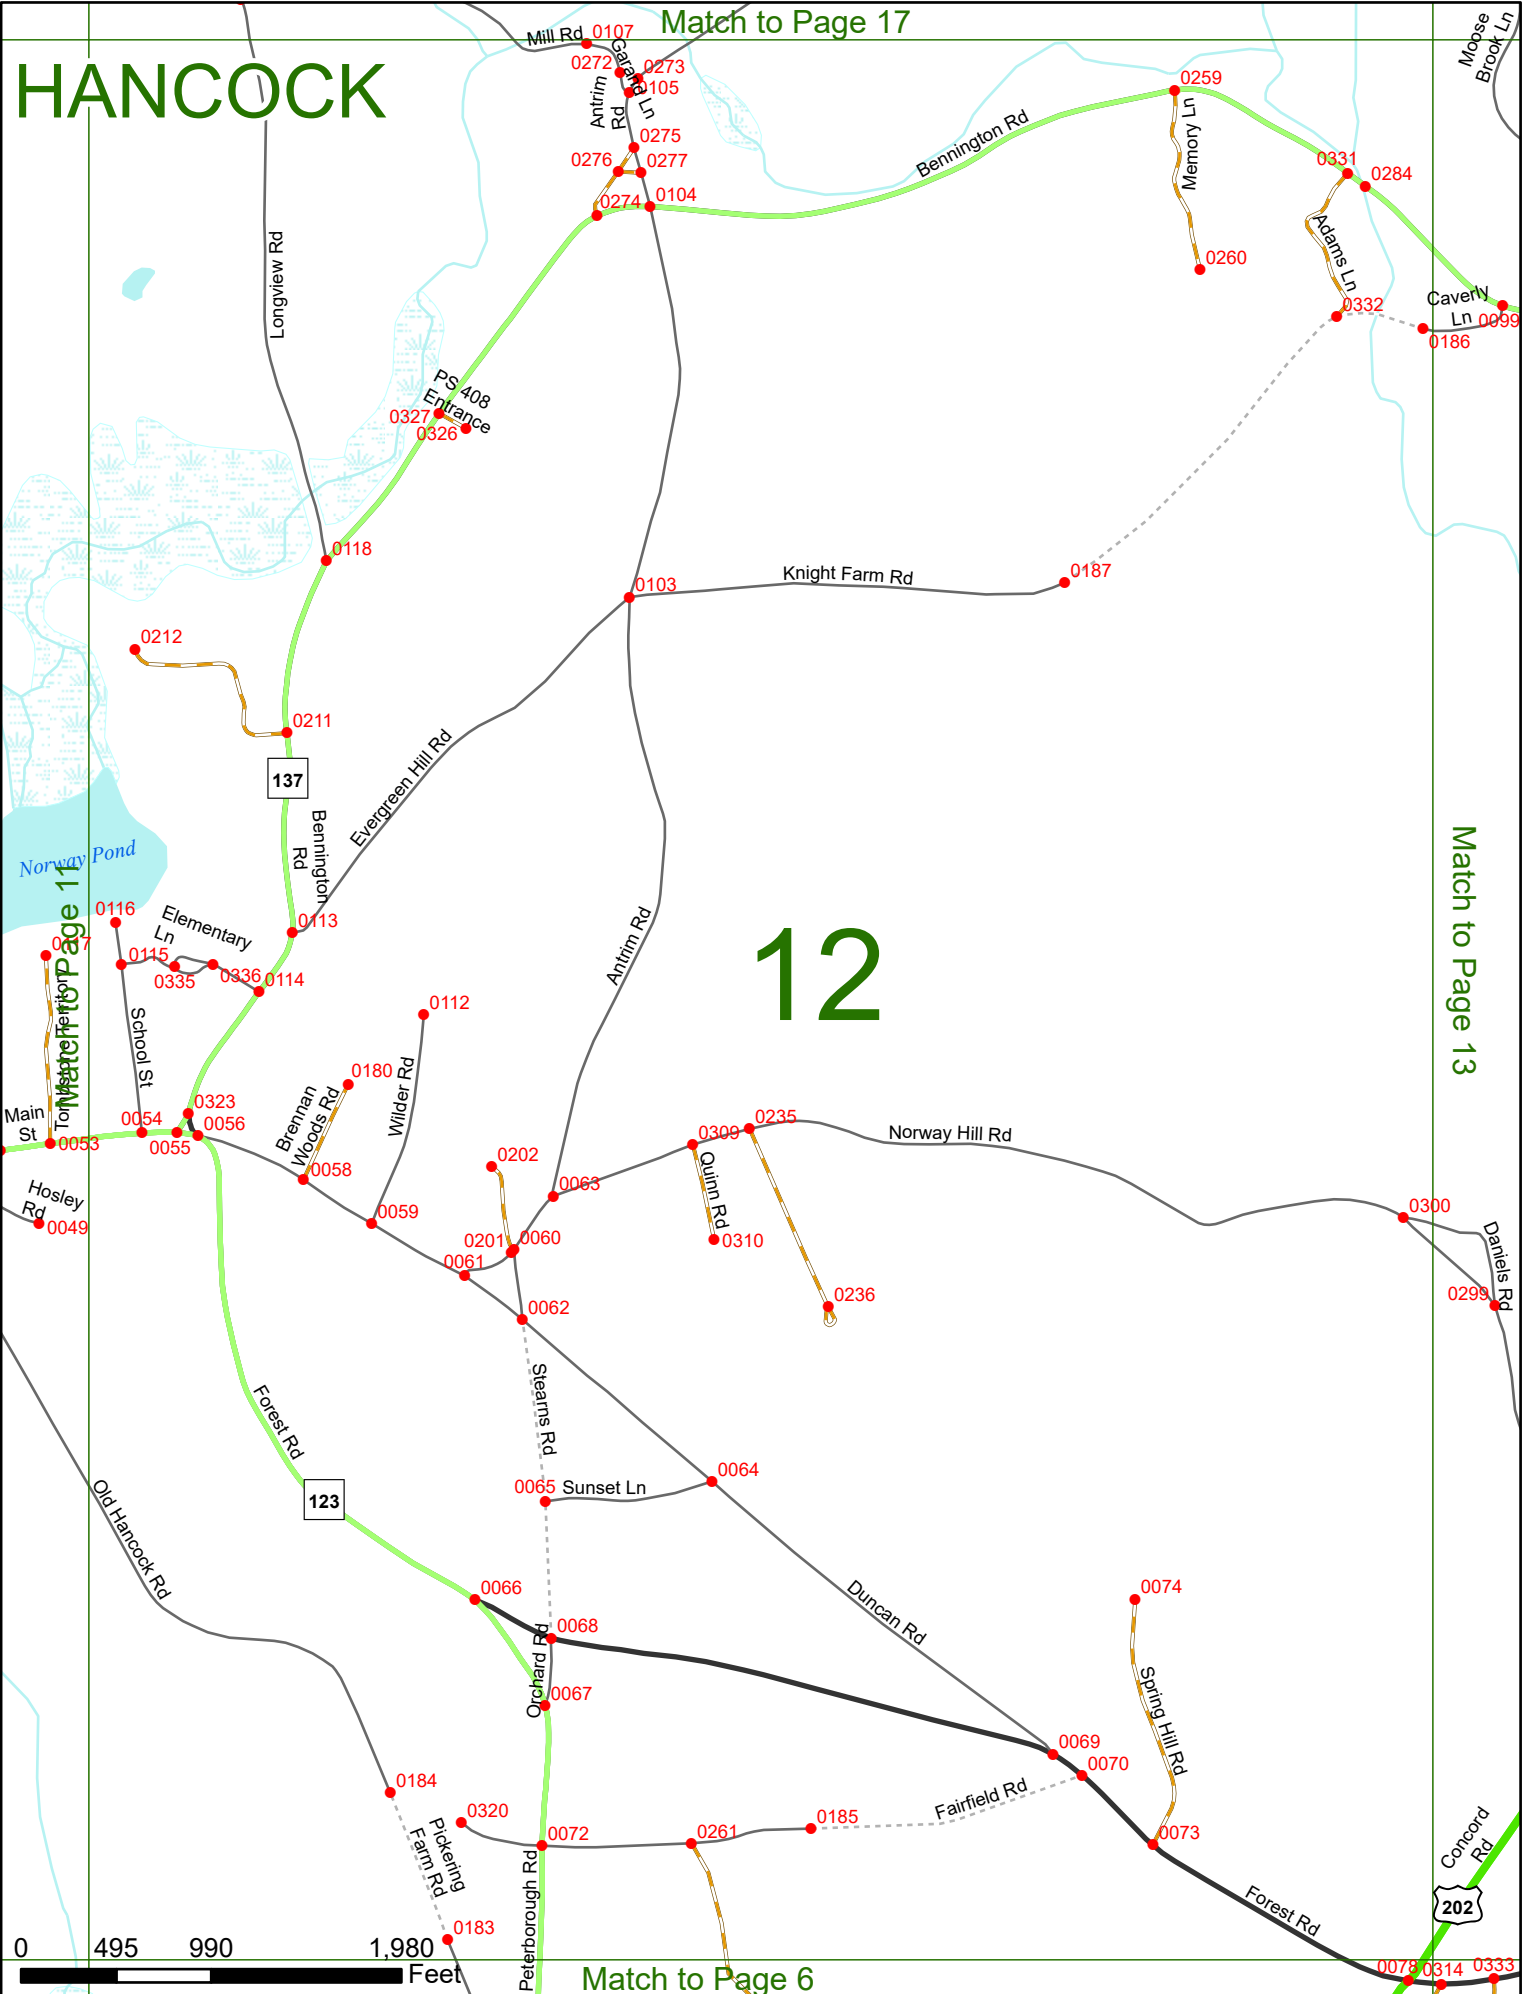 Match to Page 17
HANCOCK
Mill Rd
0107
Garand Ln
0272
0273
0105
Antrim
Rd
0275
0276
0277
0274
0104
Bennington Rd
0259
Memory Ln
0260
Moose
Brook Ln
0331
0284
Adams Ln
0332
Caverly
Ln
0099
0186
Longview Rd
PS 408
Entrance
0327
0326
0118
0103
Knight Farm Rd
0187
0212
0211
137
Bennington
Rd
Evergreen Hill Rd
Norway Pond
Match to Page 11
Match to Page 13
0116
Elementary
Ln
0113
0117
0115
0335
0336
0114
Tombstone Territory
School St
Antrim Rd
12
0112
0180
Brennan
Woods Rd
Wilder Rd
0323
Main
St
0053
0054
0055
0056
0058
0059
Hosley
Rd
0049
0202
0063
0309
0235
Norway Hill Rd
Quinn Rd
0310
0201
0060
0061
0062
0236
0300
Daniels Rd
0299
Stearns Rd
Forest Rd
123
Old Hancock Rd
0065
Sunset Ln
0064
0066
0068
Orchard Rd
0067
Duncan Rd
0074
Spring Hill Rd
0069
0070
0184
0320
0072
0261
0185
Fairfield Rd
0073
Pickering
Farm Rd
Peterborough Rd
0183
Forest Rd
Concord
Rd
202
0078
0314
0333
0
495
990
1,980
Feet
Match to Page 6